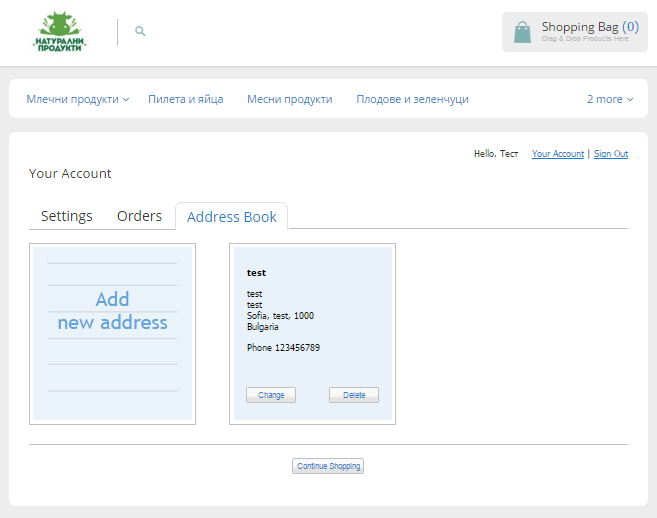 НАТУРАЛНИ
ПРОДУКТИ
Shopping Bag (0)
Drag & Drop Products Here
Млечни продукти
Пилета и яйца
Месни продукти
Плодове и зеленчуци
2 more
Hello, Тест
Your Account | Sign Out
Your Account
Settings
Orders
Address Book
Add
new address
test
test
test
Sofia, test, 1000
Bulgaria
Phone 123456789
Change
Delete
Continue Shopping